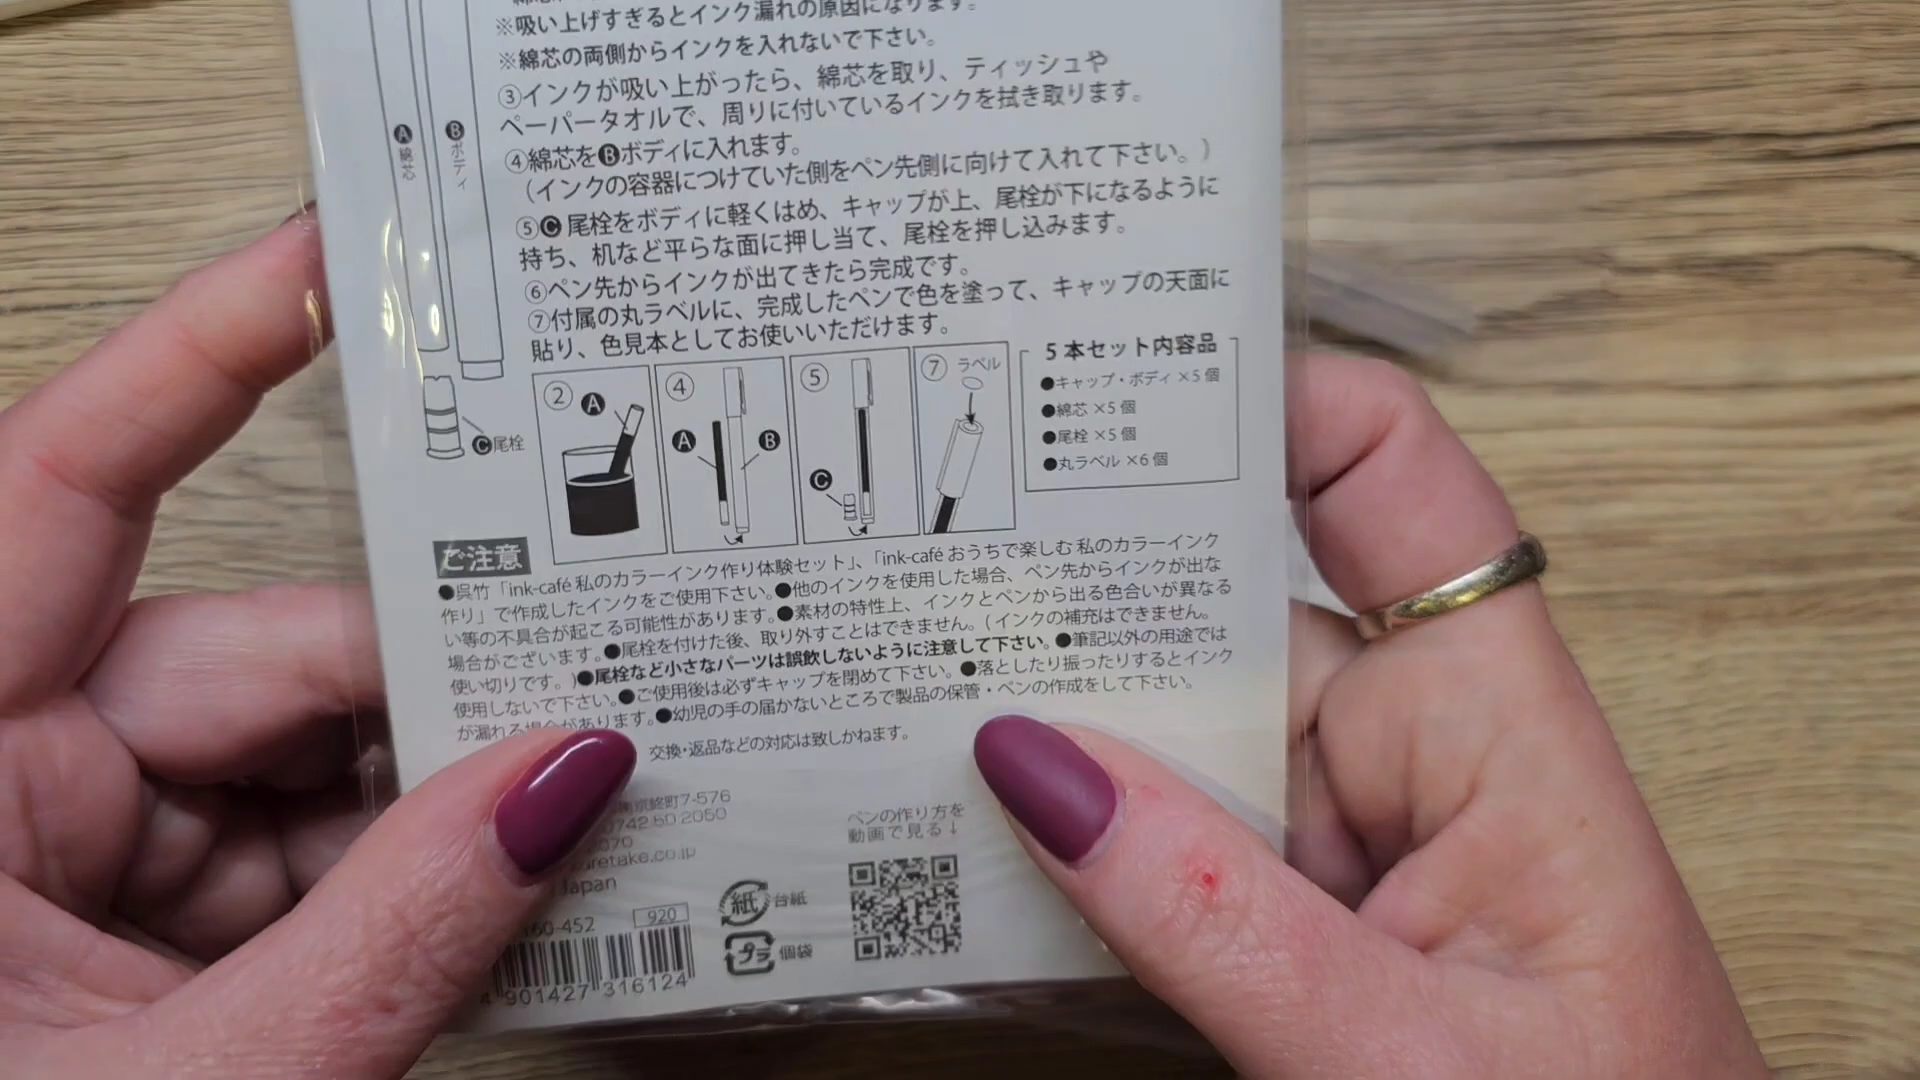 ※吸い上げすぎるとインク漏れの原因になります。
※綿芯の両側からインクを入れないで下さい。
③インクが吸い上がったら、綿芯を取り、ティッシュや
ペーパータオルで、周りに付いているインクを拭き取ります。
④綿芯をBボディに入れます。
（インクの容器につけていた側をペン先側に向けて入れて下さい。）
⑤C尾栓をボディに軽くはめ、キャップが上、尾栓が下になるように
持ち、机など平らな面に押し当て、尾栓を押し込みます。
⑥ペン先からインクが出てきたら完成です。
⑦付属の丸ラベルに、完成したペンで色を塗って、キャップの天面に
貼り、色見本としてお使いいただけます。
A綿芯
Bボディ
C尾栓
② A
④ A B
⑤ C
⑦ ラベル
5本セット内容品
●キャップ・ボディ ×5個
●綿芯 ×5個
●尾栓 ×5個
●丸ラベル ×6個
ご注意
●呉竹「ink-café 私のカラーインク作り体験セット」、「ink-café おうちで楽しむ 私のカラーインク
作り」で作成したインクをご使用下さい。●他のインクを使用した場合、ペン先からインクが出な
い等の不具合が起こる可能性があります。●素材の特性上、インクとペンから出る色合いが異なる
場合がございます。●尾栓を付けた後、取り外すことはできません。（インクの補充はできません。
使い切りです。）●尾栓など小さなパーツは誤飲しないように注意して下さい。●筆記以外の用途では
使用しないで下さい。●ご使用後は必ずキャップを閉めて下さい。●落としたり振ったりするとインク
が漏れる場合があります。●幼児の手の届かないところで製品の保管・ペンの作成をして下さい。
交換・返品などの対応は致しかねます。
南京終町7-576
0742.50.2050
070
uretake.co.jp
Japan
60-452 920
4 901427 316124
紙 台紙
プラ 個袋
ペンの作り方を
動画で見る↓